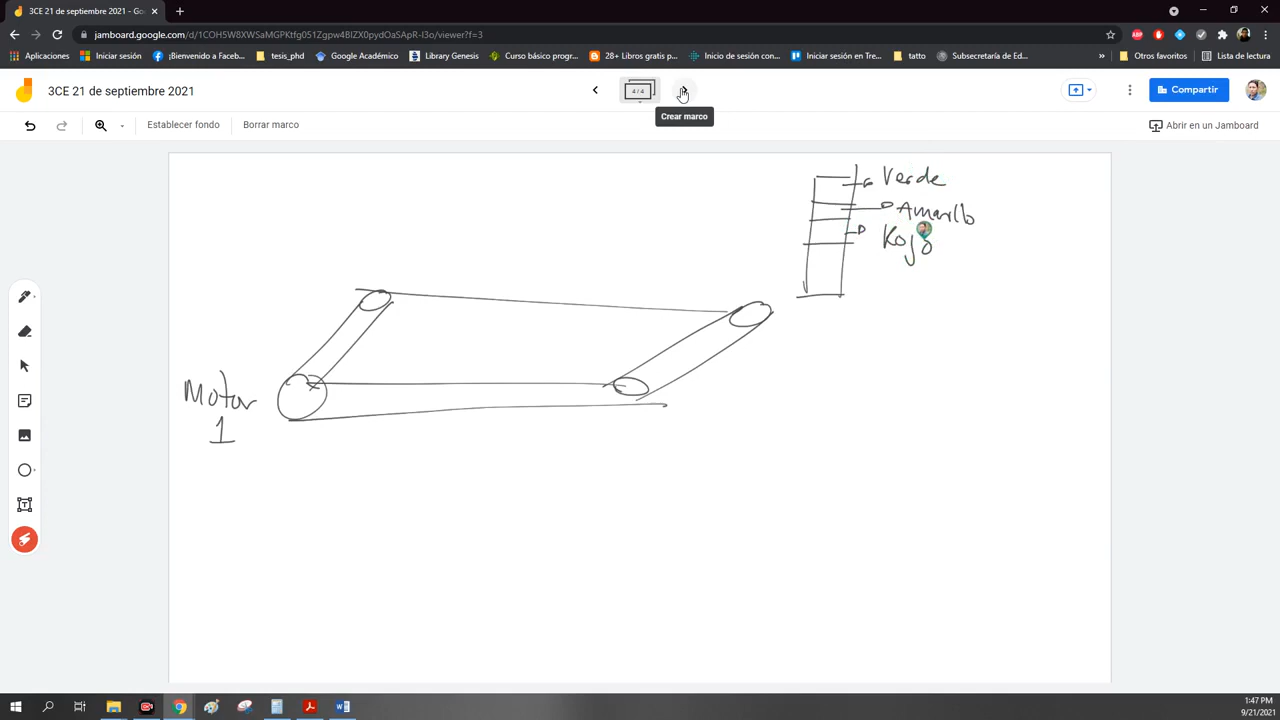 3CE 21 de septiembre 2021 - Go
jamboard.google.com/d/1COH5W8XWSaMGPKtfg051Zgpw4BIZX0pydOaSApR-I3o/viewer?f=3
Aplicaciones
Iniciar sesión
¡Bienvenido a Faceb...
tesis_phd
Google Académico
Library Genesis
Curso básico progr...
28+ Libros gratis p...
Inicio de sesión con...
Iniciar sesión en Tre...
tatto
Subsecretaría de Ed...
»
Otros favoritos
Lista de lectura
3CE 21 de septiembre 2021
4 / 4
Compartir
Crear marco
Establecer fondo
Borrar marco
Abrir en un Jamboard
Verde
Amarillo
Rojo
Motor
1
1:47 PM
9/21/2021